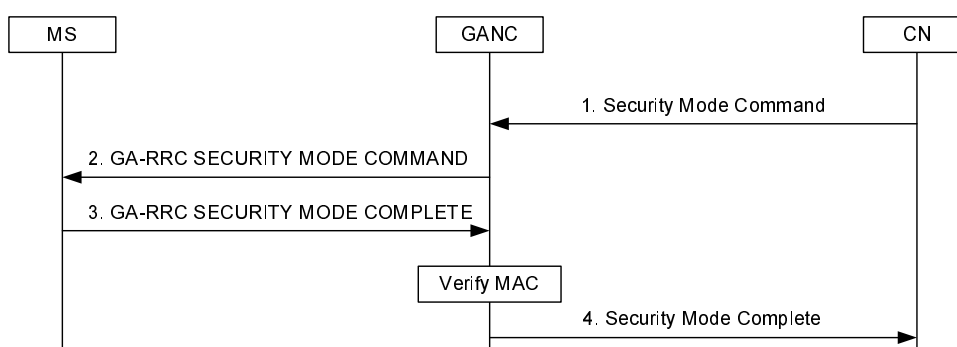 MS
GANC
CN
1. Security Mode Command
2. GA-RRC SECURITY MODE COMMAND
3. GA-RRC SECURITY MODE COMPLETE
Verify MAC
4. Security Mode Complete